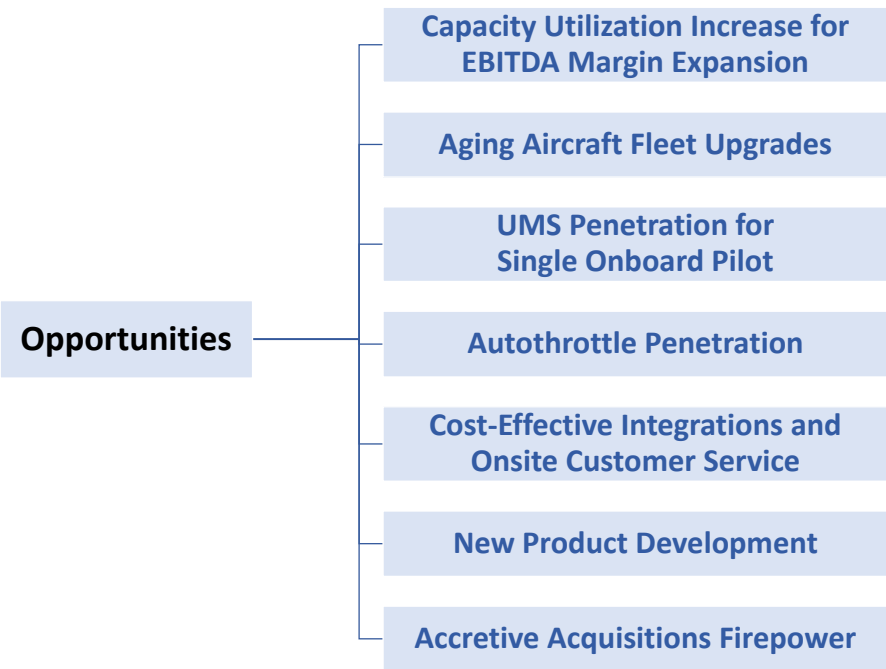 Opportunities
Capacity Utilization Increase for
EBITDA Margin Expansion
Aging Aircraft Fleet Upgrades
UMS Penetration for
Single Onboard Pilot
Autothrottle Penetration
Cost-Effective Integrations and
Onsite Customer Service
New Product Development
Accretive Acquisitions Firepower